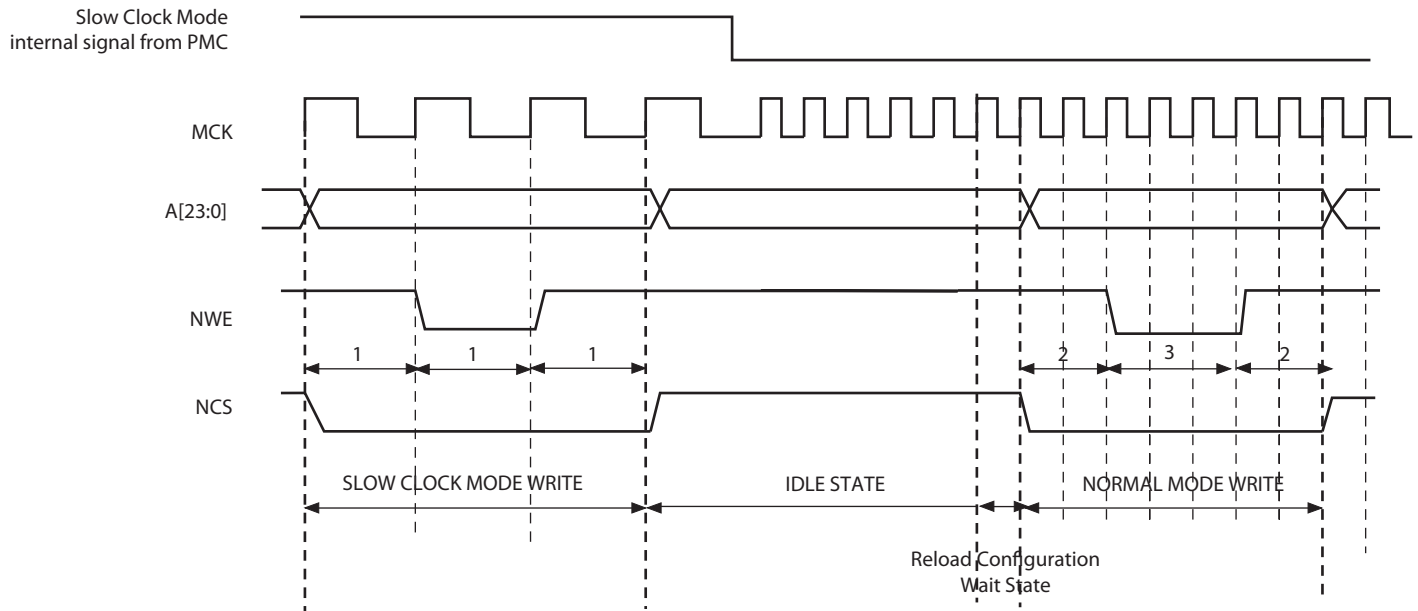 Slow Clock Mode
internal signal from PMC
MCK
A[23:0]
NWE
1 1 1 2 3 2
NCS
SLOW CLOCK MODE WRITE IDLE STATE NORMAL MODE WRITE
Reload Configuration
Wait State